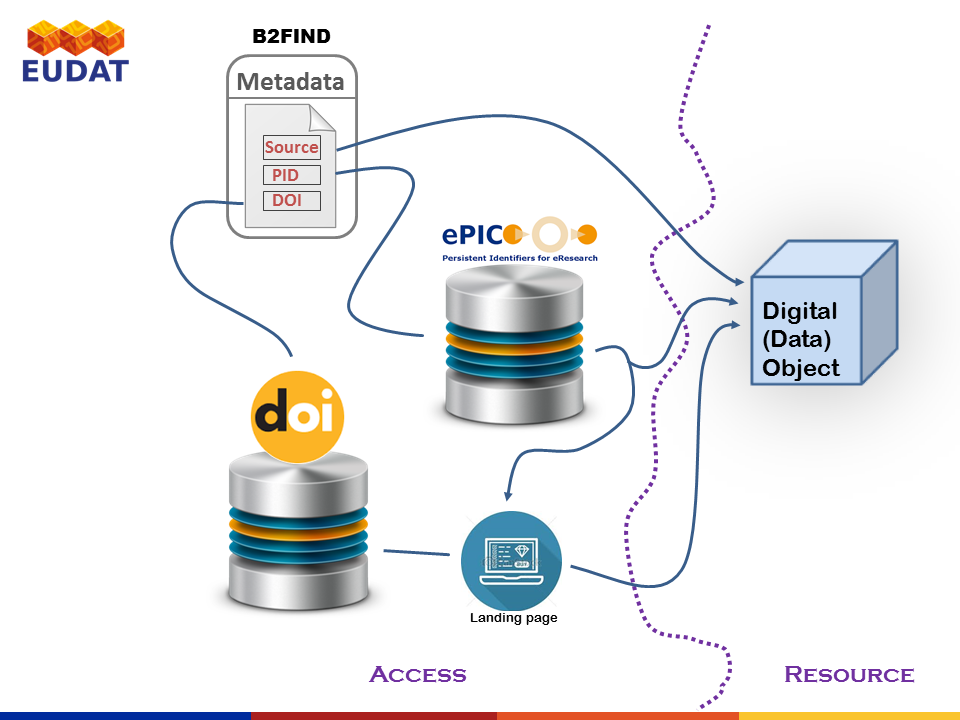 EUDAT
B2FIND
Metadata
Source
PID
DOI
ePIC
Persistent Identifiers for eResearch
Digital
(Data)
Object
doi
BUY
Landing page
ACCESS
RESOURCE